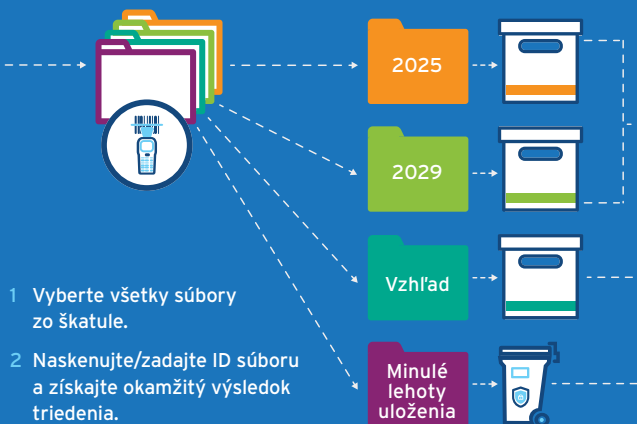 2025
2029
Vzhľad
Minulé
lehoty
uloženia
1 Vyberte všetky súbory
zo škatule.
2 Naskenujte/zadajte ID súboru
a získajte okamžitý výsledok
triedenia.